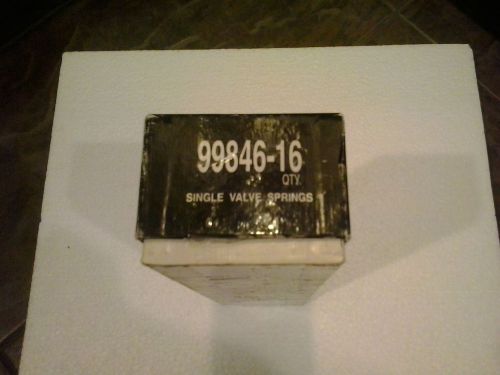 99846-16
QTY.
SINGLE VALVE SPRINGS